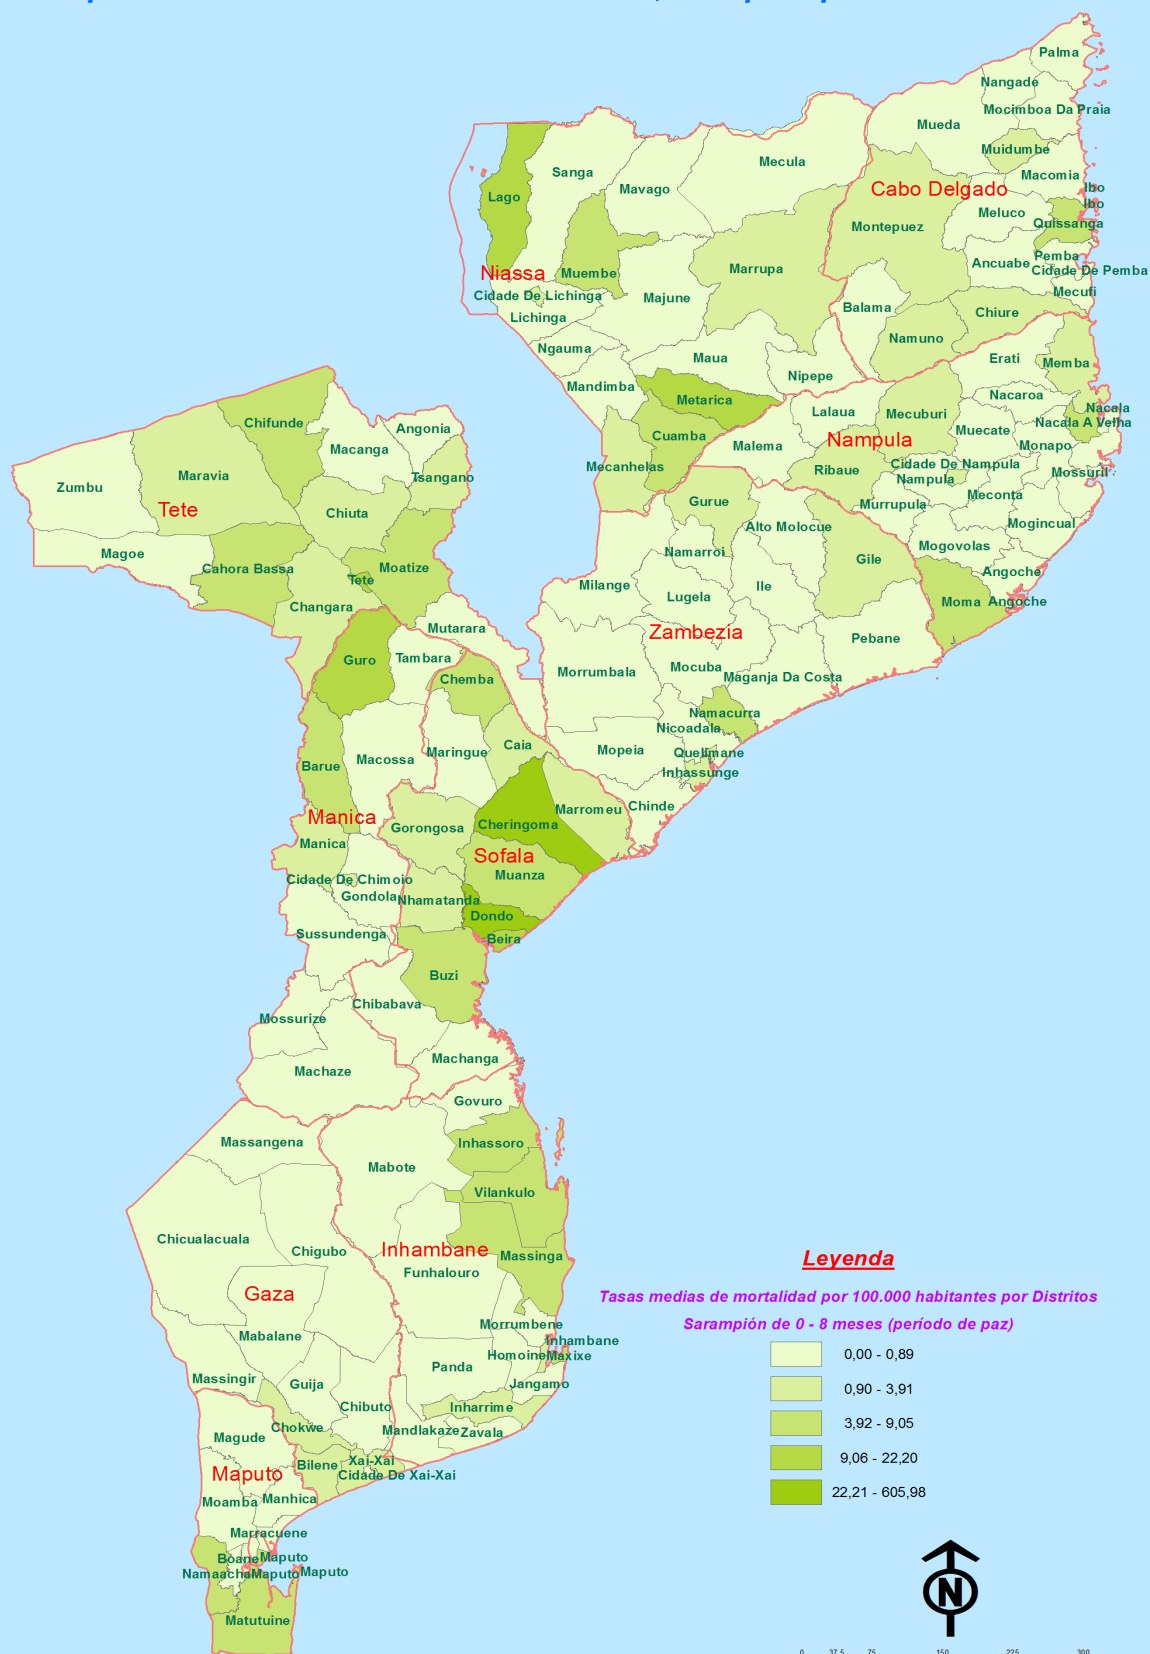 Palma
Nangade
Mocimboa Da Praia
Mueda
Muidumbe
Mecula
Sanga
Mavago
Macomia
Cabo Delgado
Ibo
Ibo
Lago
Meluco
Quissanga
Montepuez
Pemba
Ancuabe
Cidade De Pemba
Marrupa
Niassa
Muembe
Mecufi
Cidade De Lichinga
Majune
Balama
Chiure
Lichinga
Namuno
Ngauma
Maua
Erati
Memba
Nipepe
Mandimba
Nacaroa
Metarica
Nacala
Lalaua
Mecuburi
Nacala A Velha
Chifunde
Angonia
Muecate
Cuamba
Nampula
Malema
Monapo
Macanga
Mecanhelas
Ribaue
Cidade De Nampula
Mossuril
Maravia
Tsangano
Nampula
Zumbu
Meconta
Gurue
Murrupula
Tete
Chiuta
Alto Molocue
Mogincual
Magoe
Namarroi
Mogovolas
Gile
Cahora Bassa
Moatize
Angoche
Tete
Milange
Ile
Lugela
Moma
Angoche
Changara
Mutarara
Zambezia
Pebane
Guro
Tambara
Mocuba
Morrumbala
Maganja Da Costa
Chemba
Namacurra
Nicoadala
Caia
Maringue
Mopeia
Quelimane
Macossa
Barue
Inhassunge
Chinde
Marromeu
Manica
Cheringoma
Gorongosa
Manica
Sofala
Muanza
Cidade De Chimoio
Gondola
Nhamatanda
Dondo
Sussundenga
Beira
Buzi
Chibabava
Mossurize
Machanga
Machaze
Govuro
Massangena
Inhassoro
Mabote
Vilankulo
Chicualacuala
Chigubo
Inhambane
Massinga
Leyenda
Funhalouro
Gaza
Tasas medias de mortalidad por 100.000 habitantes por Distritos
Morrumbene
Sarampión de 0 - 8 meses (período de paz)
Mabalane
Inhambane
Homoine
Maxixe
0,00 - 0,89
Panda
Massingir
Guija
Jangamo
0,90 - 3,91
Chibuto
Inharrime
Chokwe
Mandlakaze
Zavala
3,92 - 9,05
Magude
Xai-Xai
Bilene
9,06 - 22,20
Maputo
Cidade De Xai-Xai
22,21 - 605,98
Moamba
Manhica
Marracuene
Boane
Maputo
Namaacha
Maputo
Maputo
N
Matutuine
0 37,5 75 150 225 300